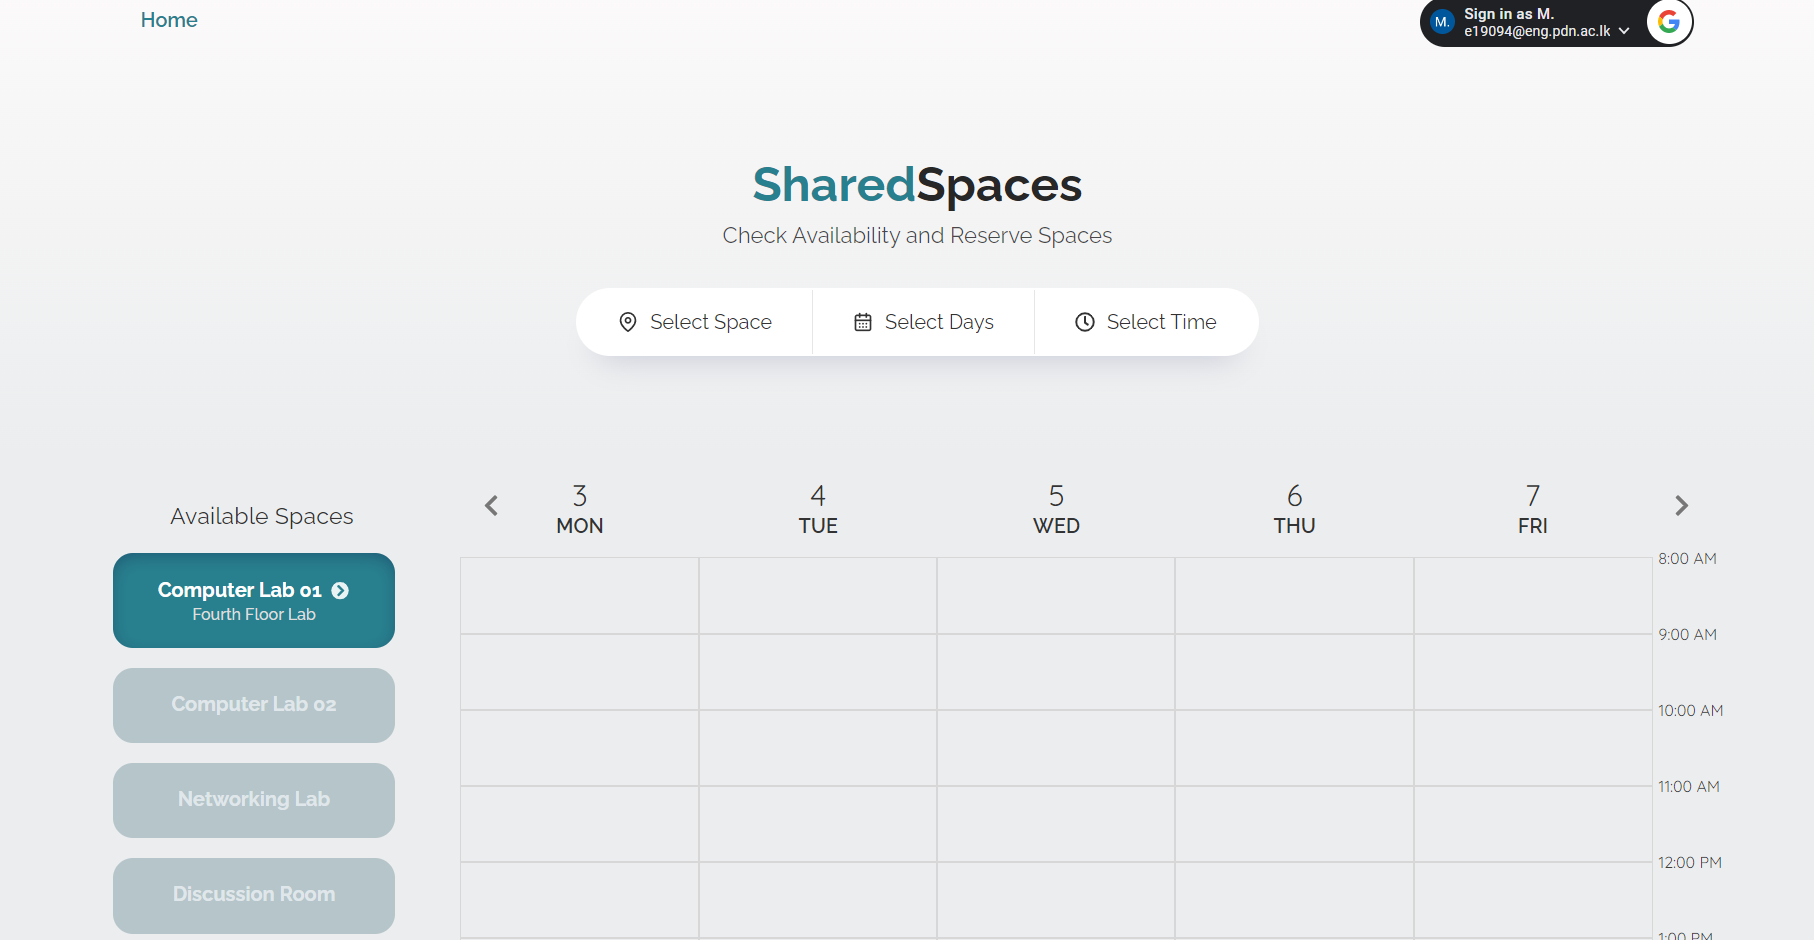 Home
M.
Sign in as M.
e19094@eng.pdn.ac.lk
SharedSpaces
Check Availability and Reserve Spaces
Select Space
Select Days
Select Time
Available Spaces
3
MON
4
TUE
5
WED
6
THU
7
FRI
Computer Lab 01
Fourth Floor Lab
Computer Lab 02
Networking Lab
Discussion Room
8:00 AM
9:00 AM
10:00 AM
11:00 AM
12:00 PM
1:00 PM